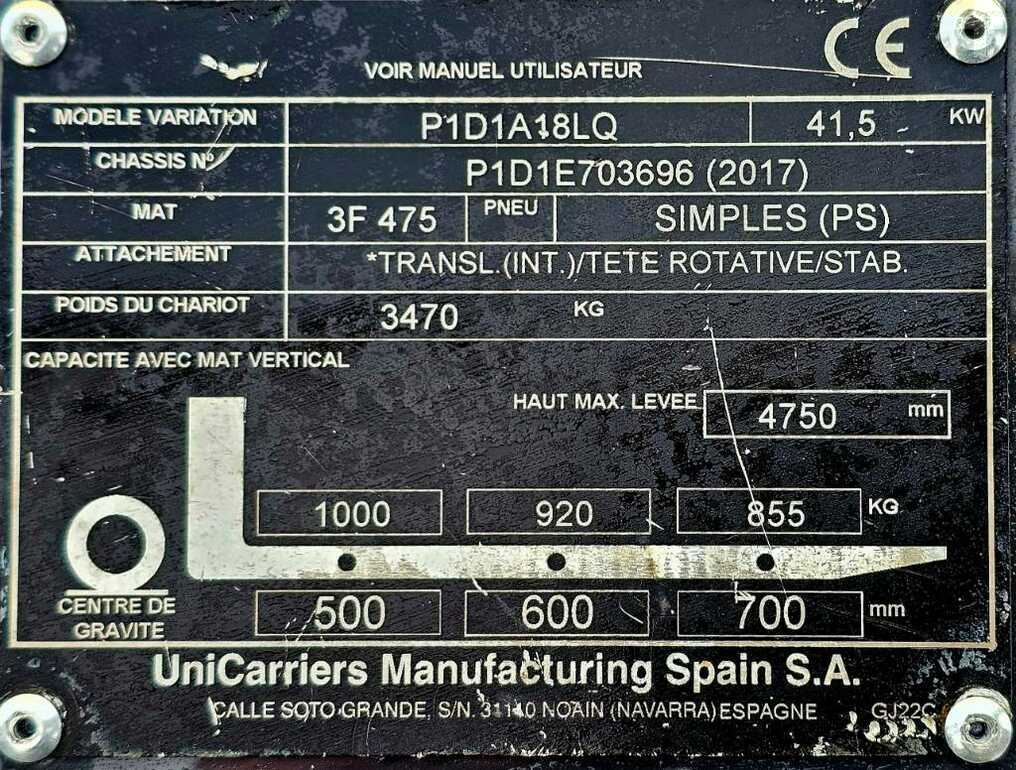 CE
VOIR MANUEL UTILISATEUR
MODELE VARIATION P1D1A18LQ 41,5 KW
CHASSIS Nº P1D1E703696 (2017)
MAT 3F 475 PNEU SIMPLES (PS)
ATTACHEMENT *TRANSL.(INT.)/TETE ROTATIVE/STAB.
POIDS DU CHARIOT 3470 KG
CAPACITE AVEC MAT VERTICAL
HAUT MAX. LEVEE 4750 mm
1000 920 855 KG
CENTRE DE
GRAVITE
500 600 700 mm
UniCarriers Manufacturing Spain S.A.
CALLE SOTO GRANDE, S/N. 31110 NOAIN (NAVARRA) ESPAGNE GJ22C